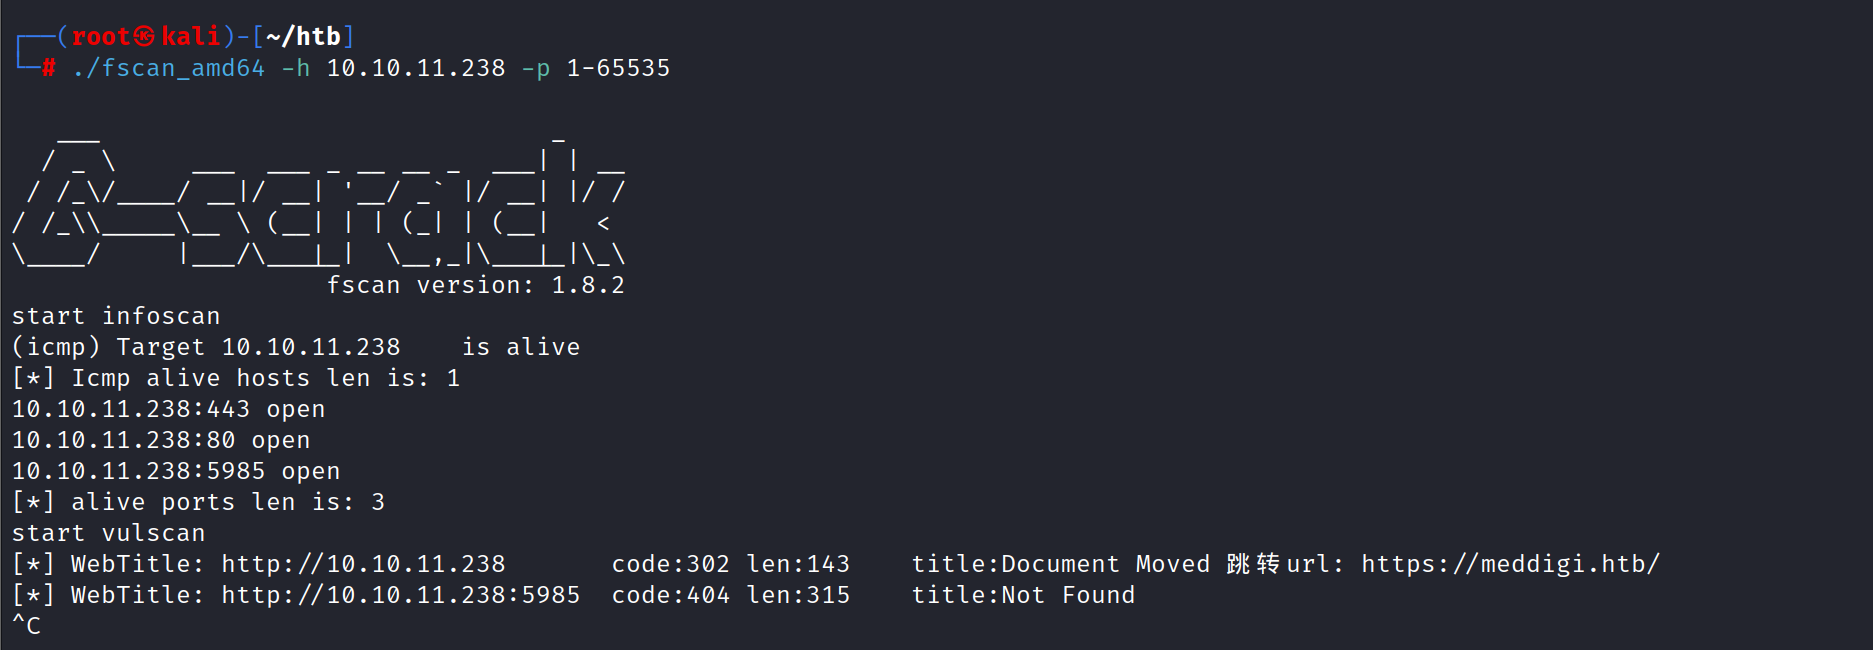 ┌──(root㉿kali)-[~/htb]
└─# ./fscan_amd64 -h 10.10.11.238 -p 1-65535

   ___                              _
  / _ \     ___  ___ _ __ __ _  ___| | __
 / /_\/____/ __|/ __| '__/ _` |/ __| |/ /
/ /_\\_____\__ \ (__| | | (_| | (__|   <
\____/     |___/\___|_|  \__,_|\___|_|\_\
                     fscan version: 1.8.2
start infoscan
(icmp) Target 10.10.11.238    is alive
[*] Icmp alive hosts len is: 1
10.10.11.238:443 open
10.10.11.238:80 open
10.10.11.238:5985 open
[*] alive ports len is: 3
start vulscan
[*] WebTitle: http://10.10.11.238       code:302 len:143    title:Document Moved 跳转url: https://meddigi.htb/
[*] WebTitle: http://10.10.11.238:5985  code:404 len:315    title:Not Found
^C